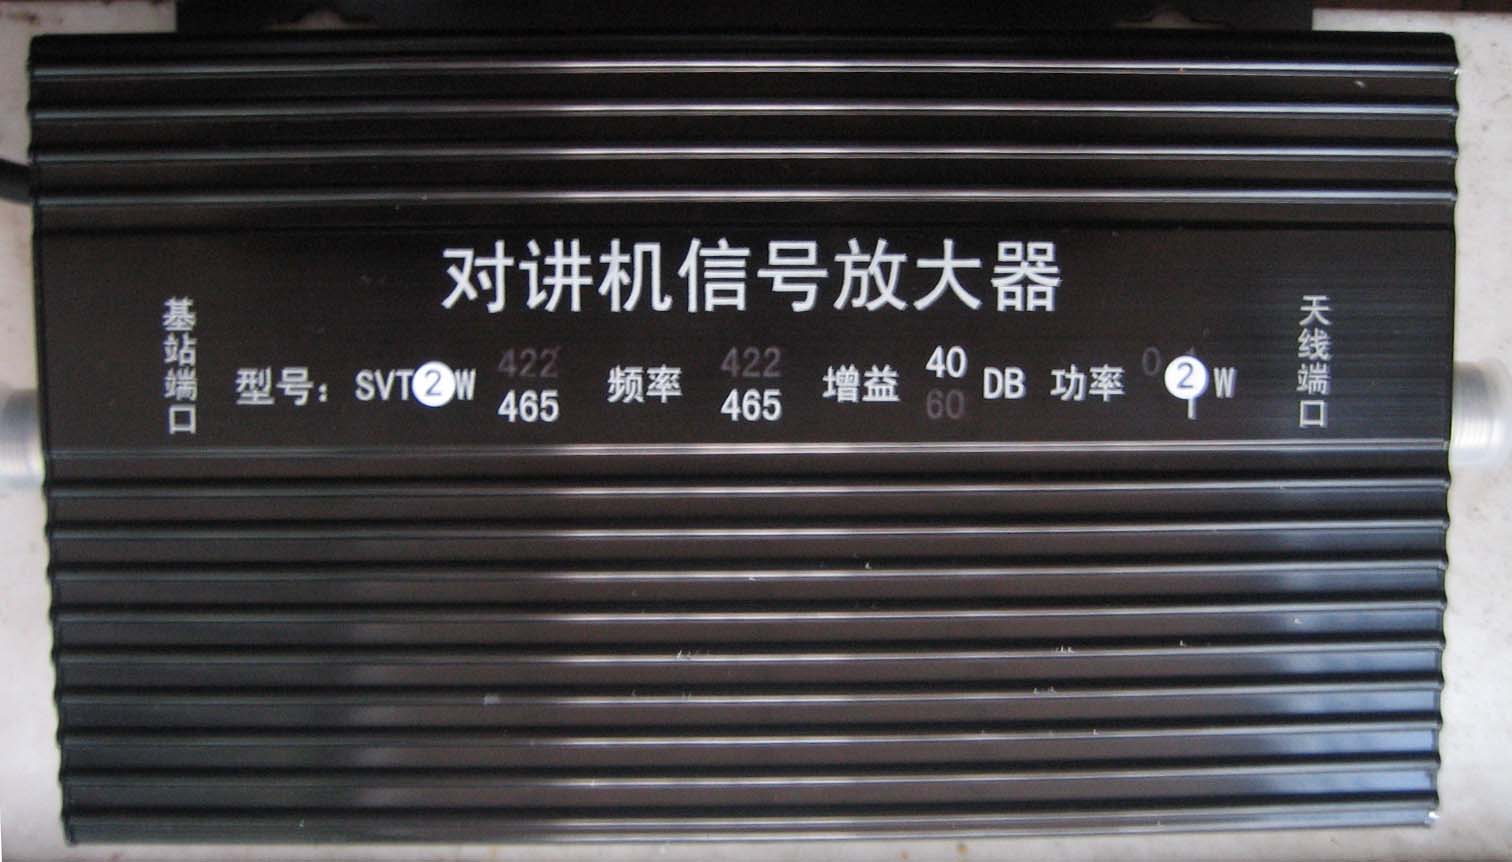 对讲机信号放大器
基站端口
型号：SVT2W 422 465 频率 422 465 增益 40 60 DB 功率 2 W
天线端口